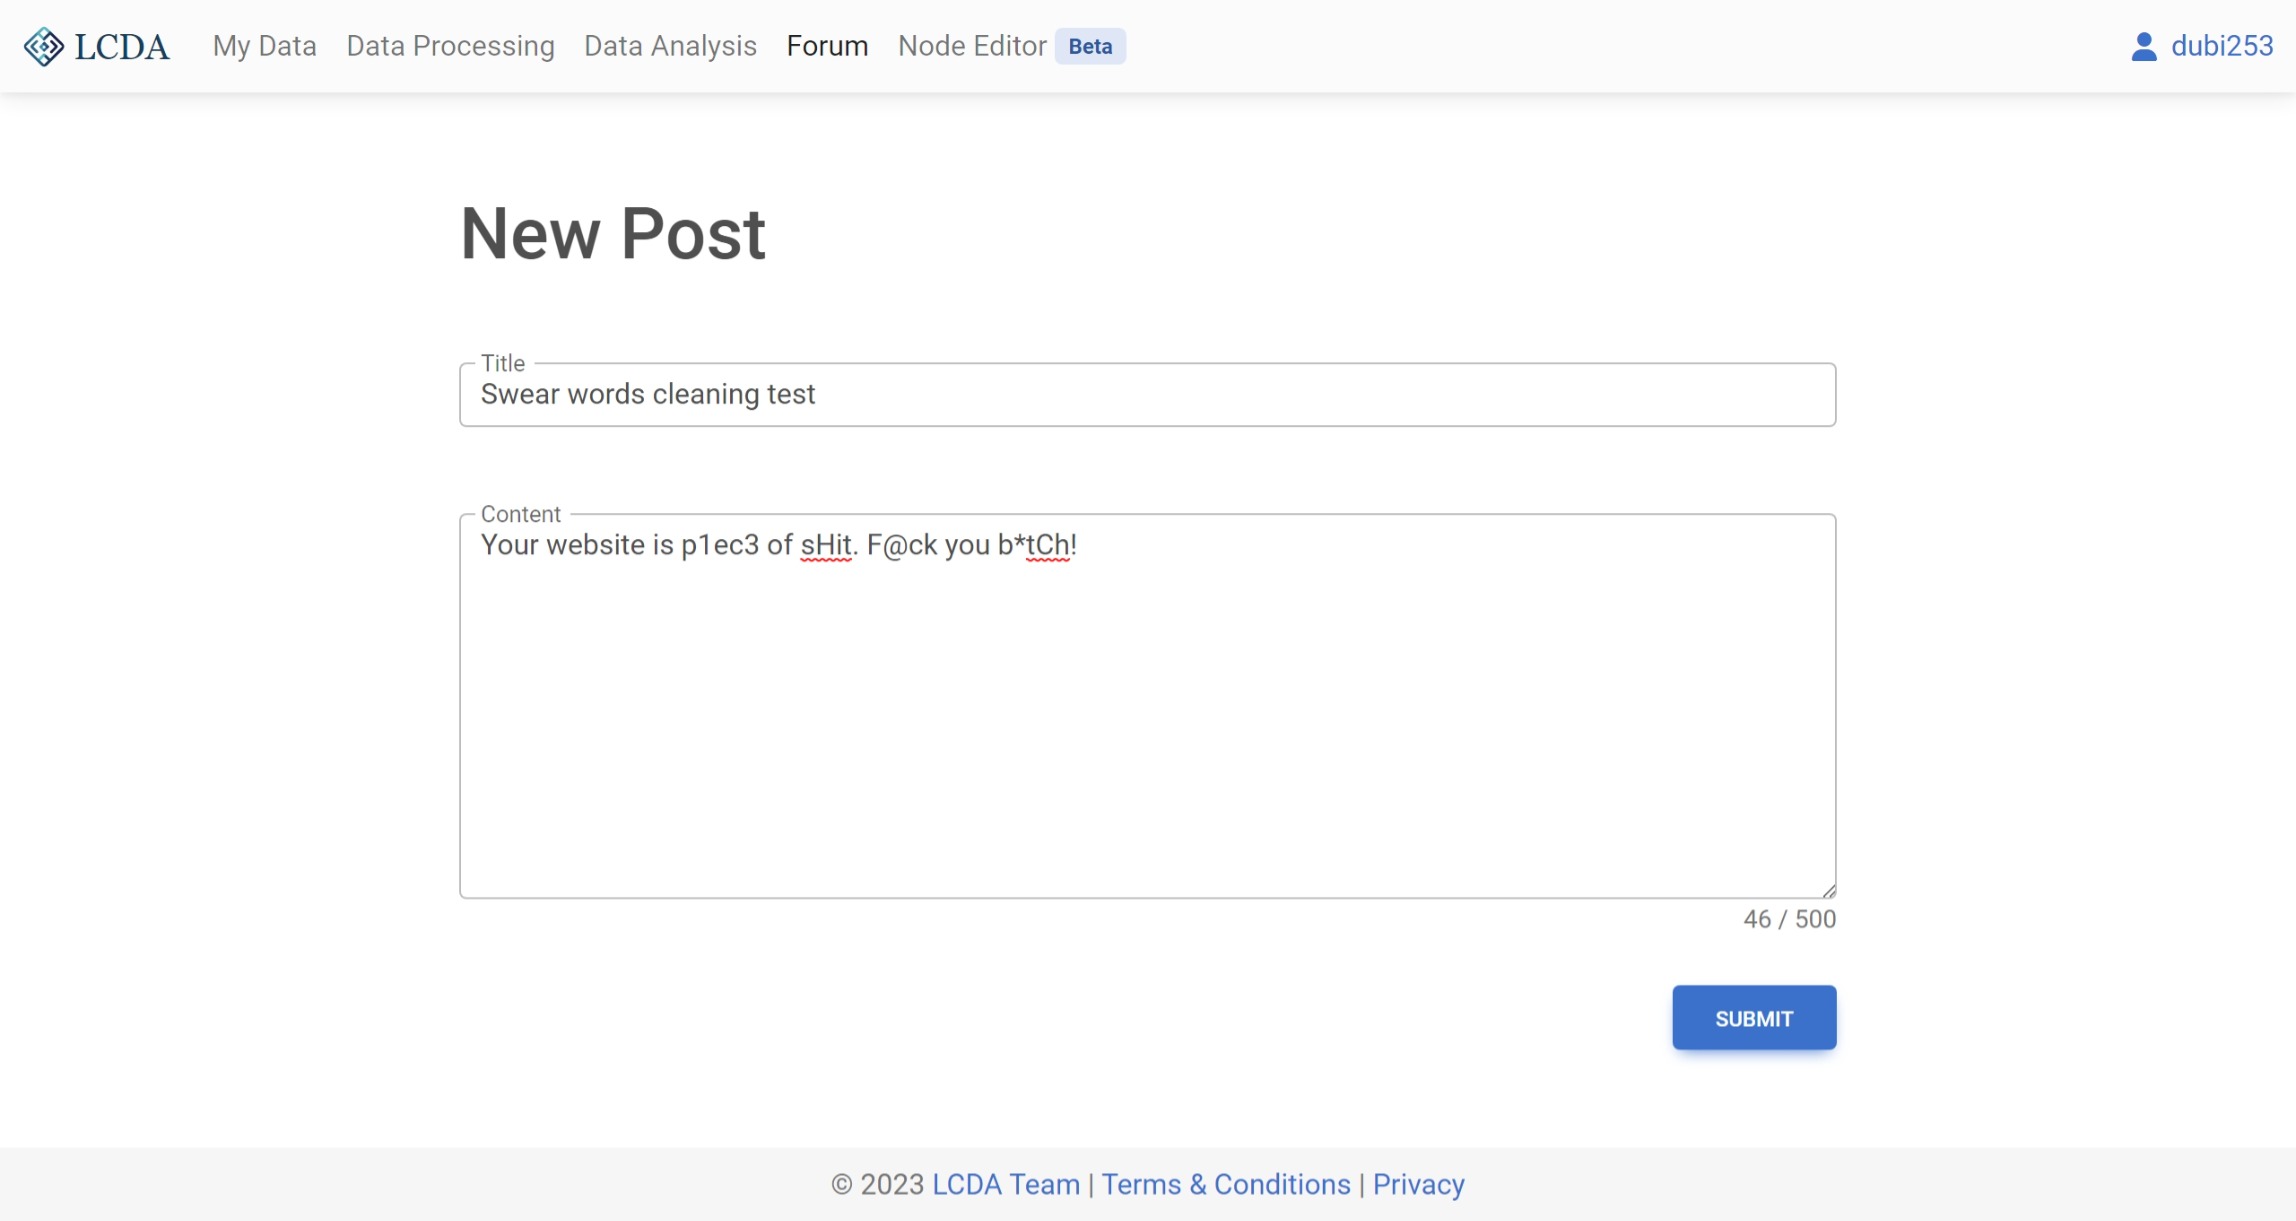 LCDA My Data Data Processing Data Analysis Forum Node Editor Beta dubi253
New Post
Title
Swear words cleaning test
Content
Your website is p1ec3 of sHit. F@ck you b*tCh!
46 / 500
SUBMIT
© 2023 LCDA Team | Terms & Conditions | Privacy